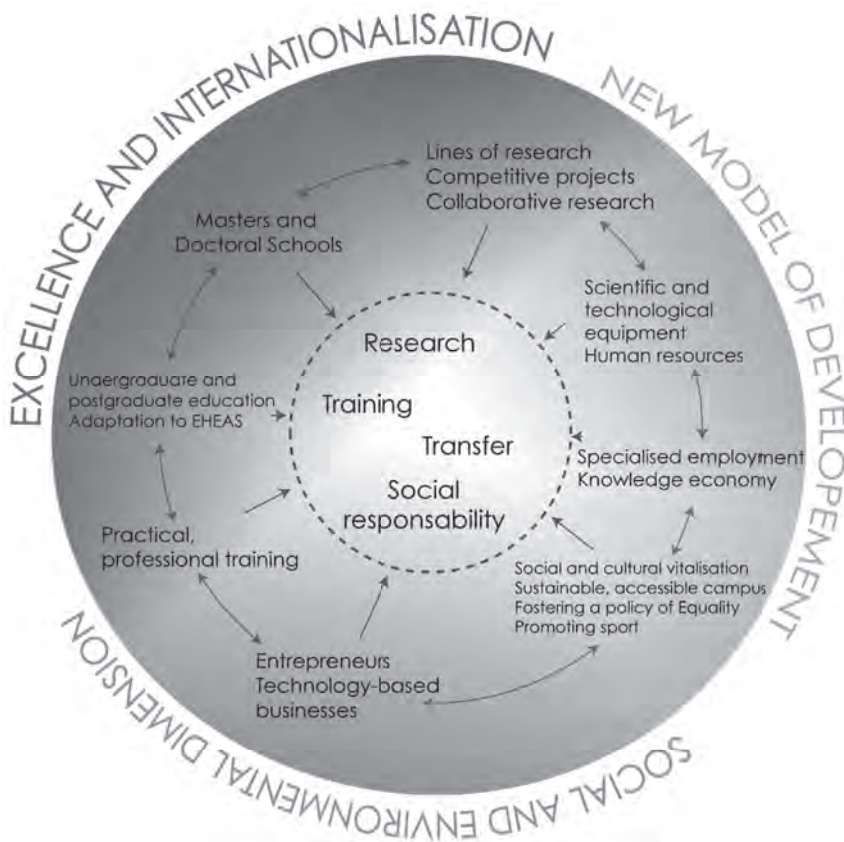 EXCELLENCE AND INTERNATIONALISATION
NEW MODEL OF DEVELOPEMENT
SOCIAL AND ENVIRONMENTAL DIMENSION
Lines of research
Competitive projects
Collaborative research
Masters and
Doctoral Schools
Scientific and
technological
equipment
Human resources
Research
Undergraduate and
postgraduate education
Adaptation to EHEAS
Training
Transfer
Specialised employment
Knowledge economy
Social
responsability
Practical,
professional training
Social and cultural vitalisation
Sustainable, accessible campus
Fostering a policy of Equality
Promoting sport
Entrepreneurs
Technology-based
businesses